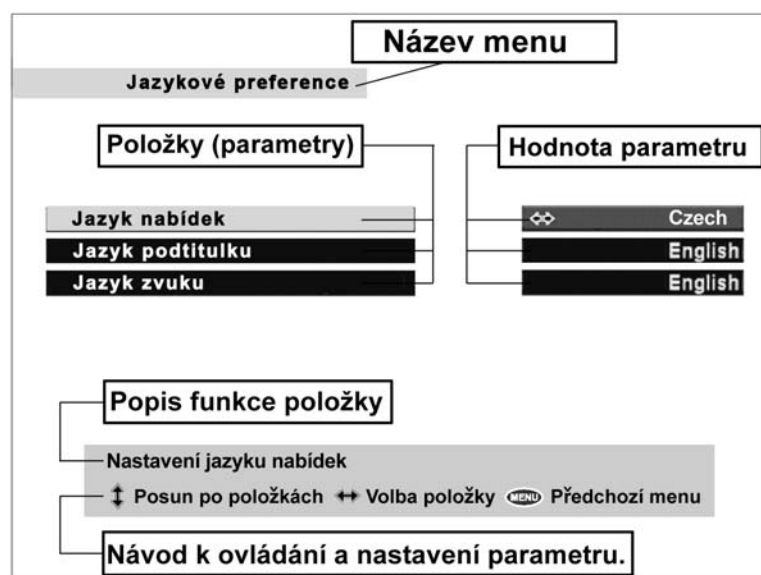 Název menu
Jazykové preference
Položky (parametry)
Hodnota parametru
Jazyk nabídek
Czech
Jazyk podtitulku
English
Jazyk zvuku
English
Popis funkce položky
Nastavení jazyku nabídek
Posun po položkách
Volba položky
MENU
Předchozí menu
Návod k ovládání a nastavení parametru.